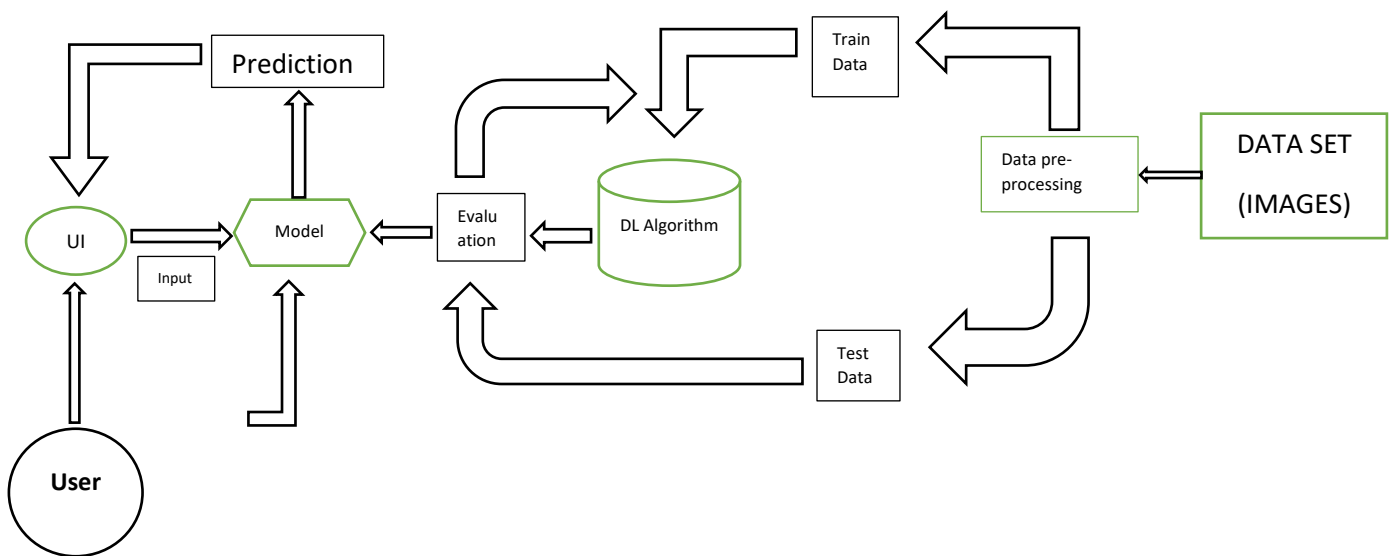 Prediction
Train
Data
DATA SET
(IMAGES)
Data pre-
processing
UI
Model
Evalu
ation
DL Algorithm
Input
Test
Data
User